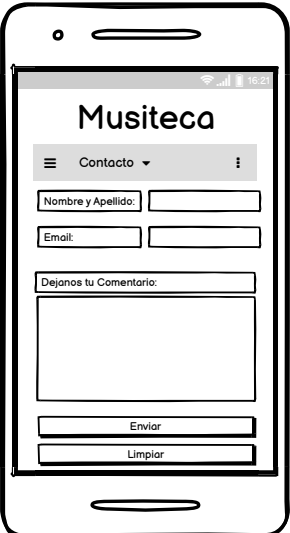 16:21
Musiteca
Contacto
Nombre y Apellido:
Email:
Dejanos tu Comentario:
Enviar
Limpiar